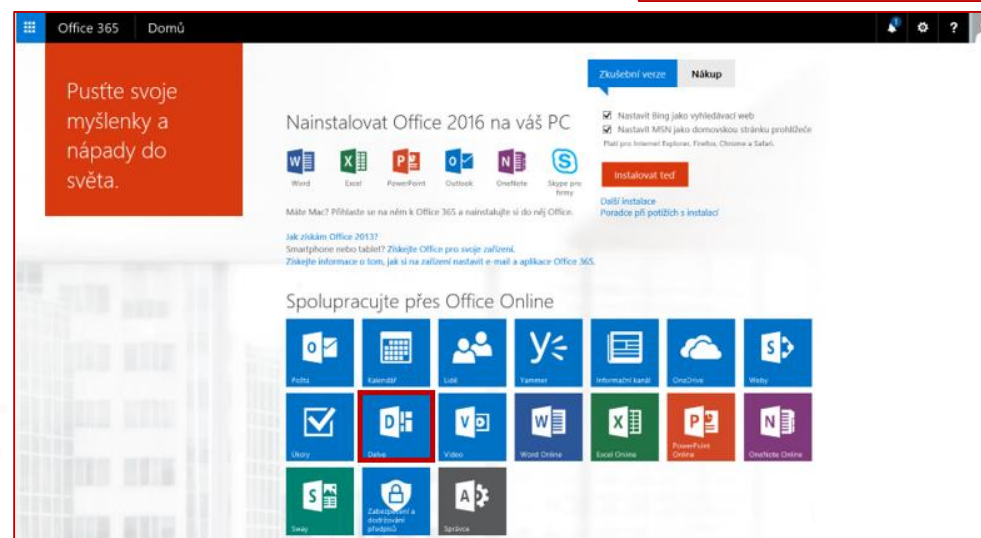 Office 365 Domů 1 ?
Pusťte svoje
myšlenky a
nápady do
světa.
Zkušební verze Nákup
Nainstalovat Office 2016 na váš PC
Nastavit Bing jako vyhledávací web
Nastavit MSN jako domovskou stránku prohlížeče
Platí pro Internet Explorer, Firefox, Chrome a Safari.
Instalovat teď
Word Excel PowerPoint Outlook OneNote Skype pro
firmy
Další instalace
Poradce při potížích s instalací
Máte Mac? Přihlaste se na něm k Office 365 a nainstalujte si do něj Office.
Jak získám Office 2013?
Smartphone nebo tablet? Získejte Office pro svoje zařízení.
Získejte informace o tom, jak si na zařízení nastavit e-mail a aplikace Office 365.
Spolupracujte přes Office Online
Pošta Kalendář Lidé Yammer Informační kanál OneDrive Weby
Úkoly Delve Video Word Online Excel Online PowerPoint
Online OneNote Online
Sway Zabezpečení a
dodržování
předpisů Správce